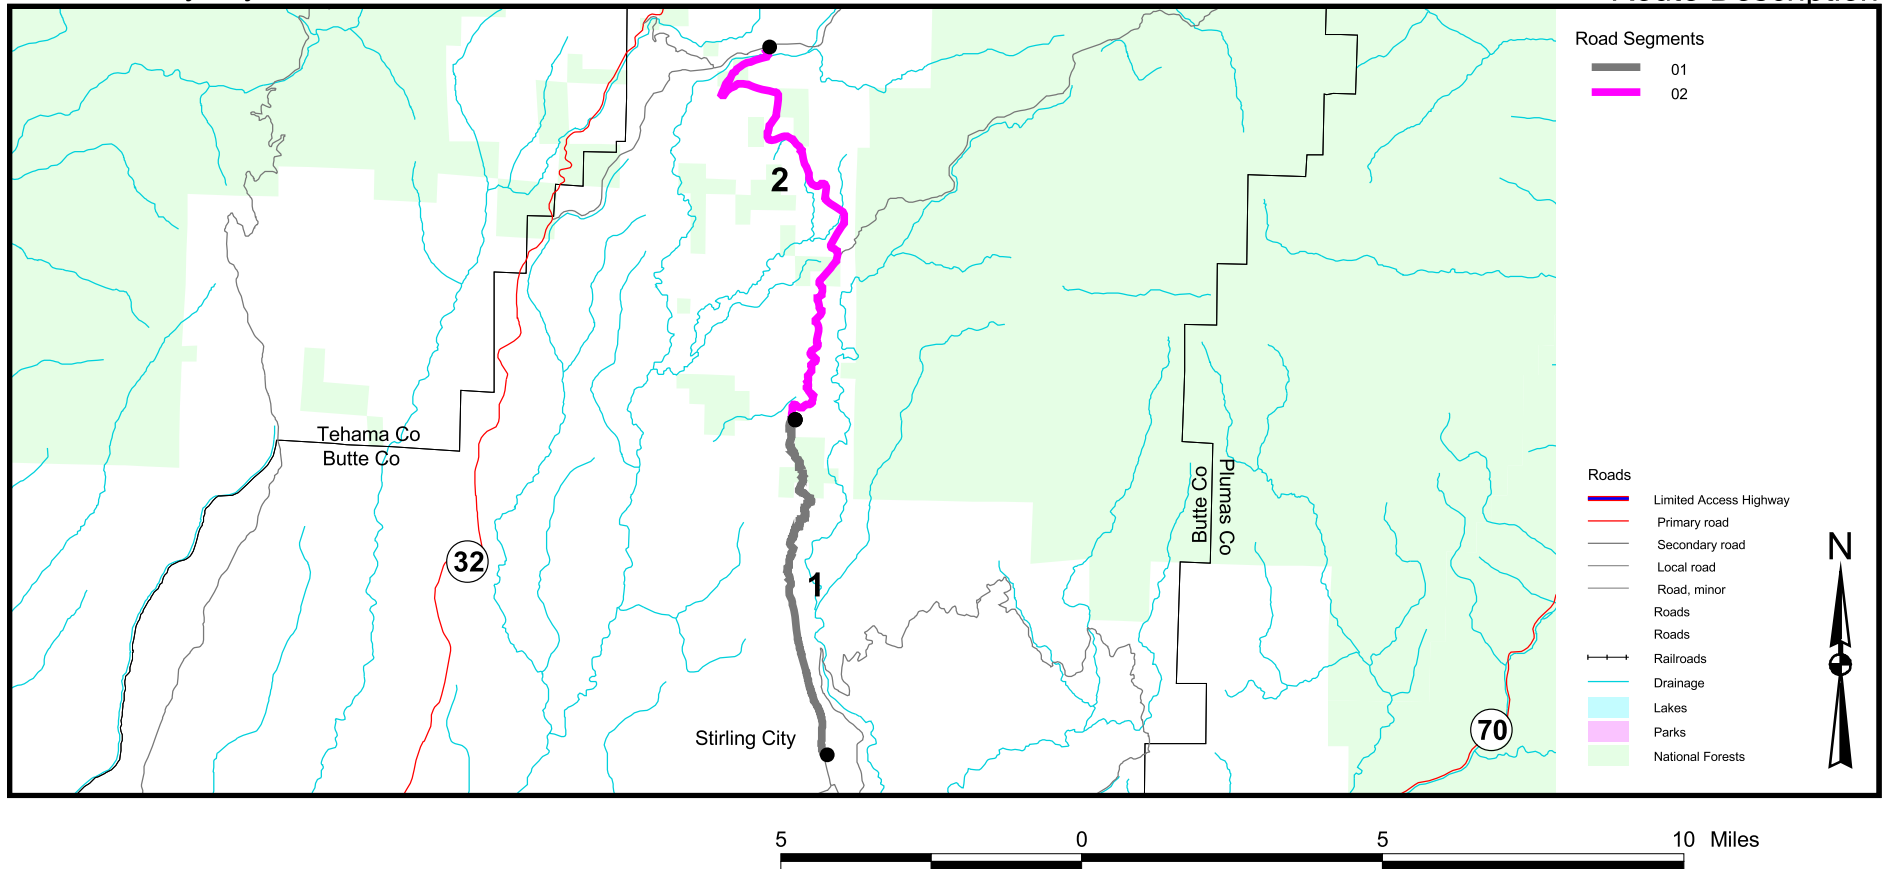 Route Description
Road Segments
01
02
2
Tehama Co
Butte Co
Butte Co
Plumas Co
32
1
Stirling City
70
Roads
Limited Access Highway
Primary road
Secondary road
Local road
Road, minor
Roads
Roads
Railroads
Drainage
Lakes
Parks
National Forests
N
5 0 5 10 Miles